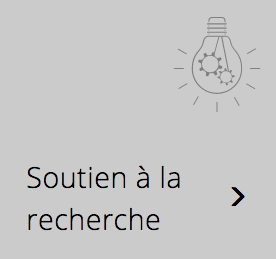 Soutien à la
recherche